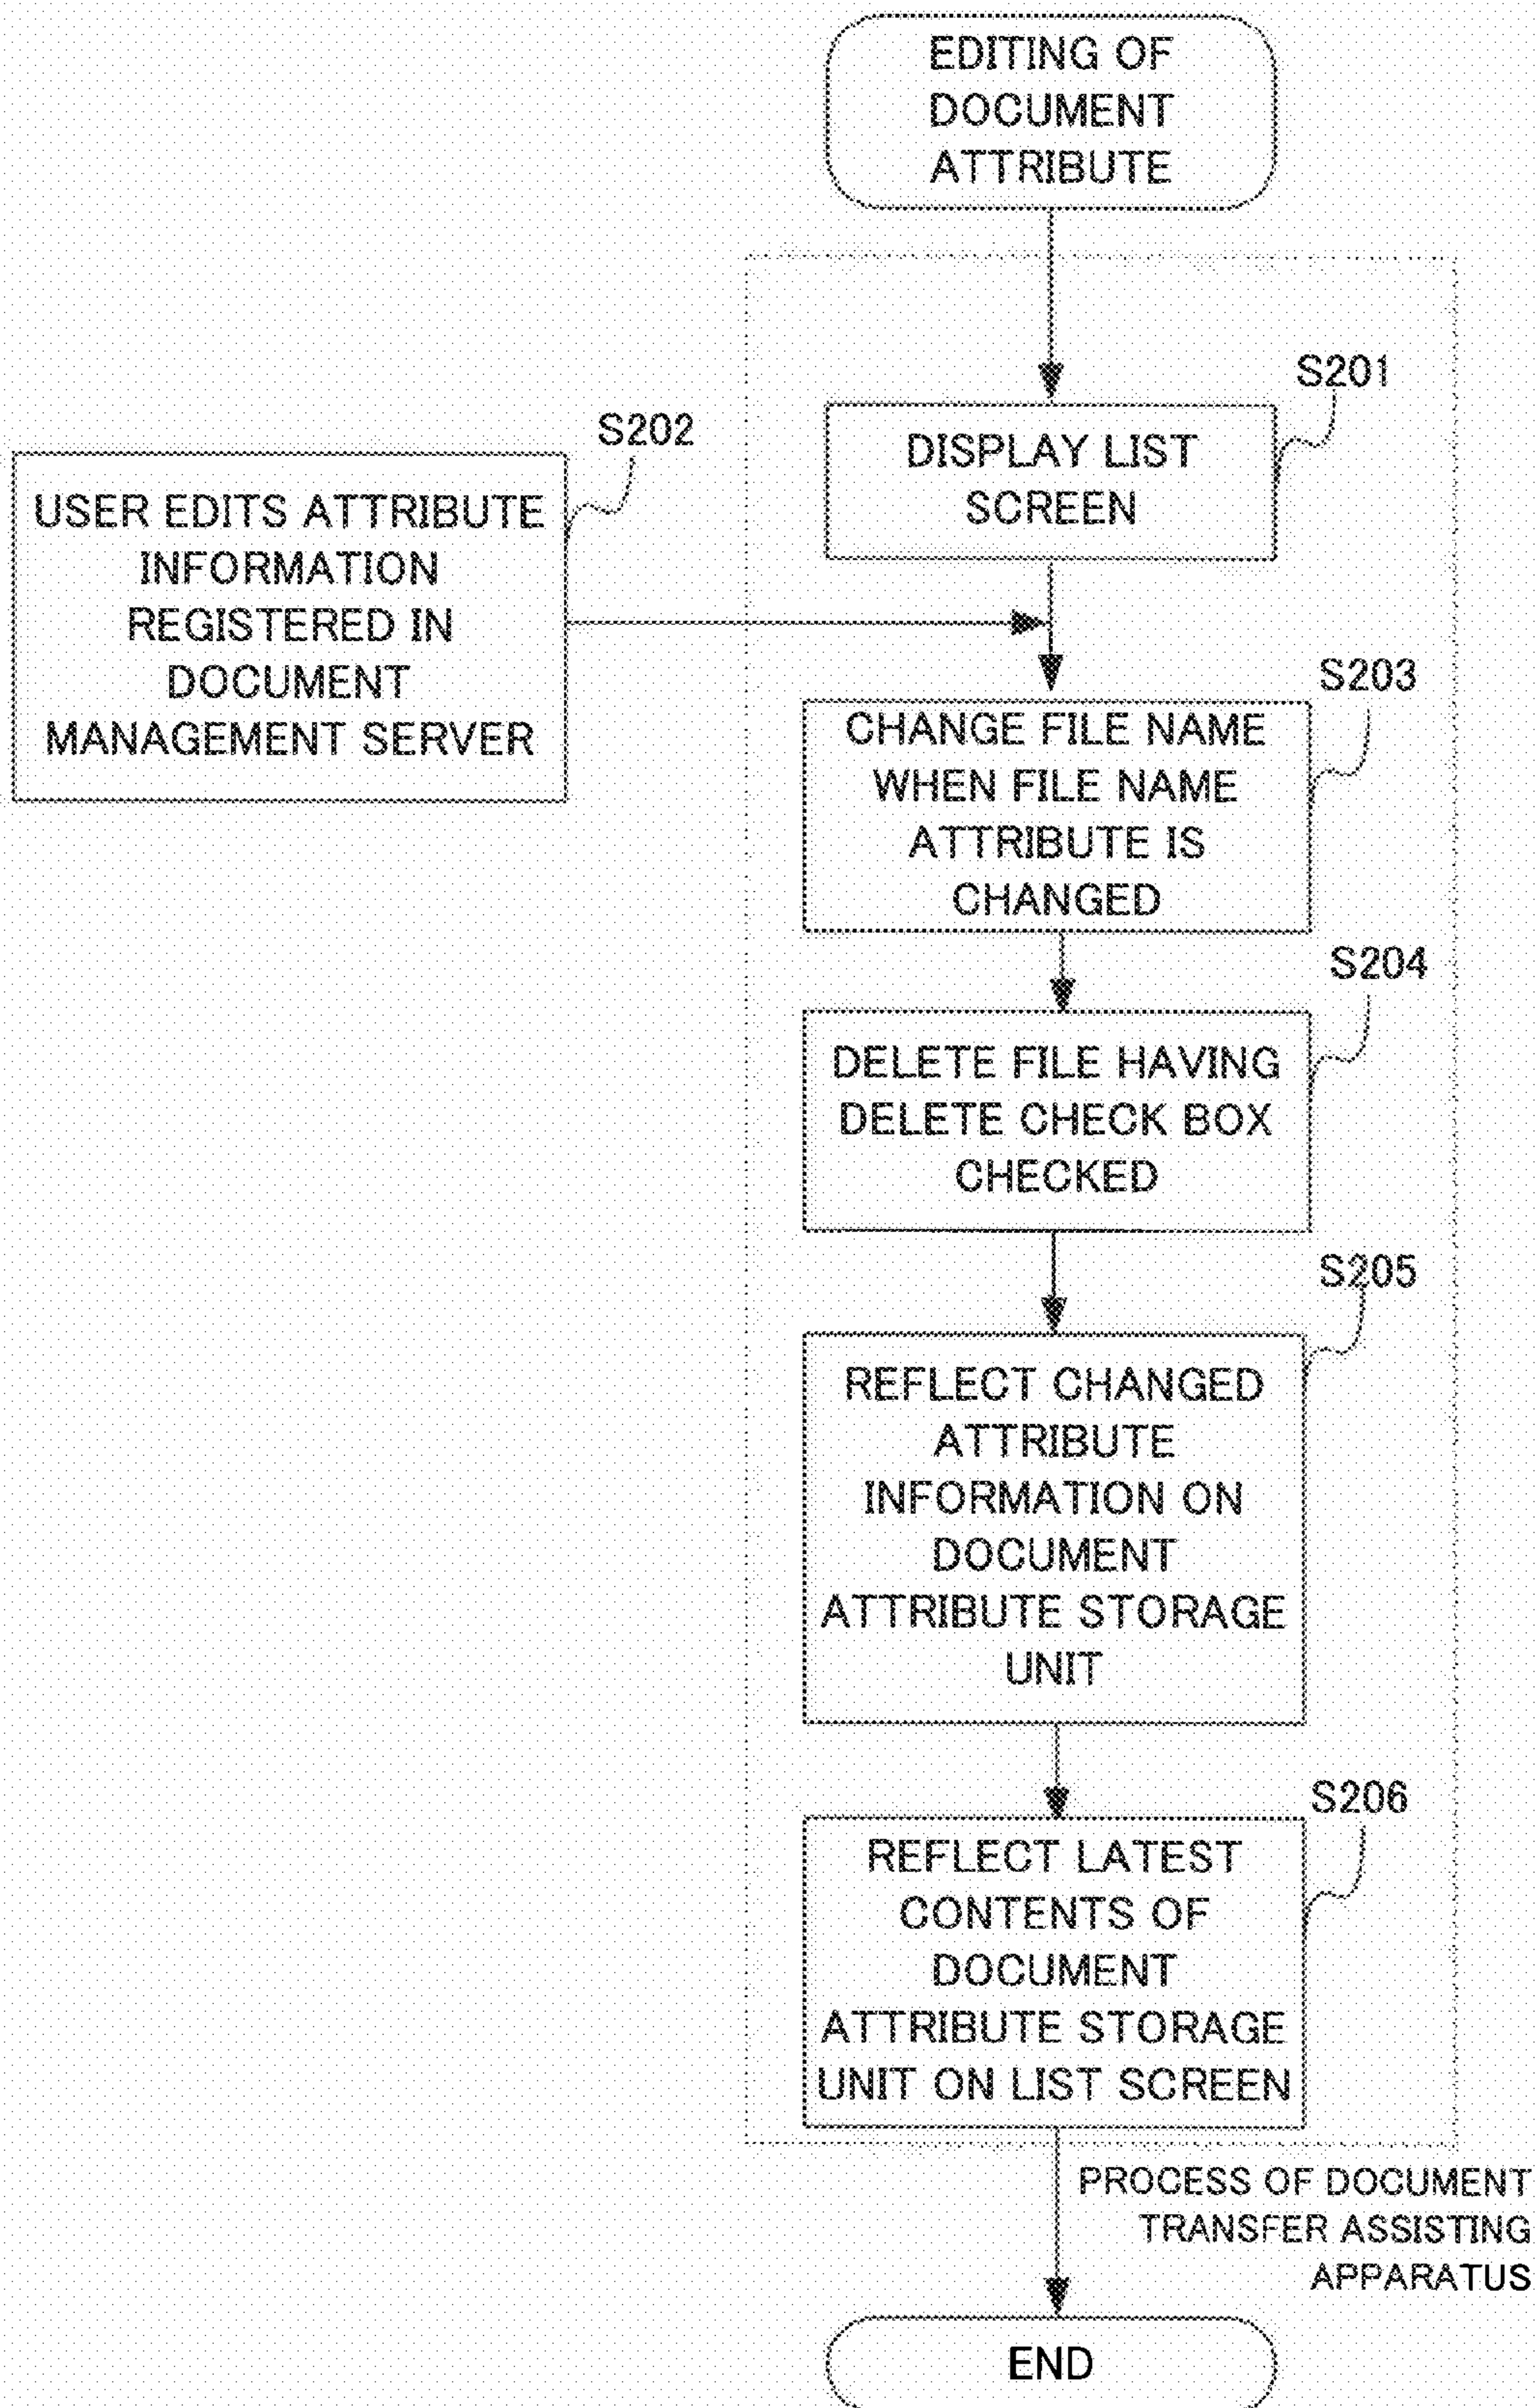 EDITING OF
DOCUMENT
ATTRIBUTE
S201
DISPLAY LIST
SCREEN
S202
USER EDITS ATTRIBUTE
INFORMATION
REGISTERED IN
DOCUMENT
MANAGEMENT SERVER
S203
CHANGE FILE NAME
WHEN FILE NAME
ATTRIBUTE IS
CHANGED
S204
DELETE FILE HAVING
DELETE CHECK BOX
CHECKED
S205
REFLECT CHANGED
ATTRIBUTE
INFORMATION ON
DOCUMENT
ATTRIBUTE STORAGE
UNIT
S206
REFLECT LATEST
CONTENTS OF
DOCUMENT
ATTRIBUTE STORAGE
UNIT ON LIST SCREEN
PROCESS OF DOCUMENT
TRANSFER ASSISTING
APPARATUS
END